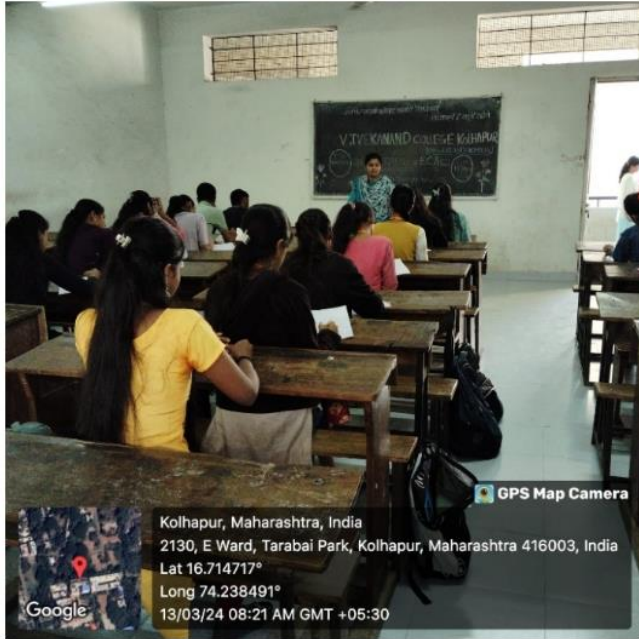 VIVEKANAND COLLEGE KOLHAPUR
GPS Map Camera
Kolhapur, Maharashtra, India
2130, E Ward, Tarabai Park, Kolhapur, Maharashtra 416003, India
Lat 16.714717°
Long 74.238491°
13/03/24 08:21 AM GMT +05:30
Google